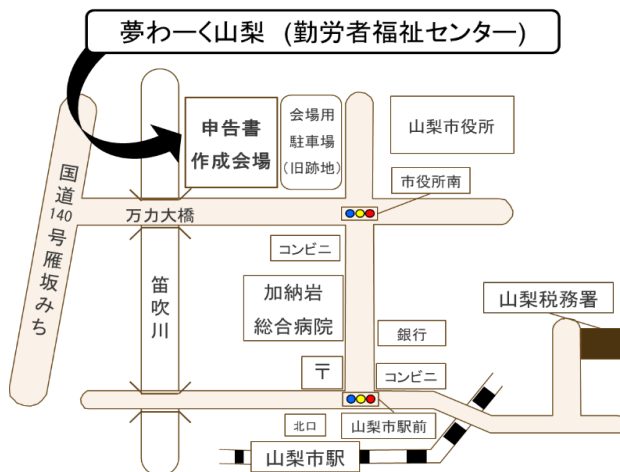 夢わーく山梨 (勤労者福祉センター)
申告書
作成会場
会場用
駐車場
(旧跡地)
山梨市役所
市役所南
国道140号雁坂みち
万力大橋
笛吹川
コンビニ
加納岩
総合病院
山梨税務署
銀行
〒
コンビニ
北口
山梨市駅前
山梨市駅